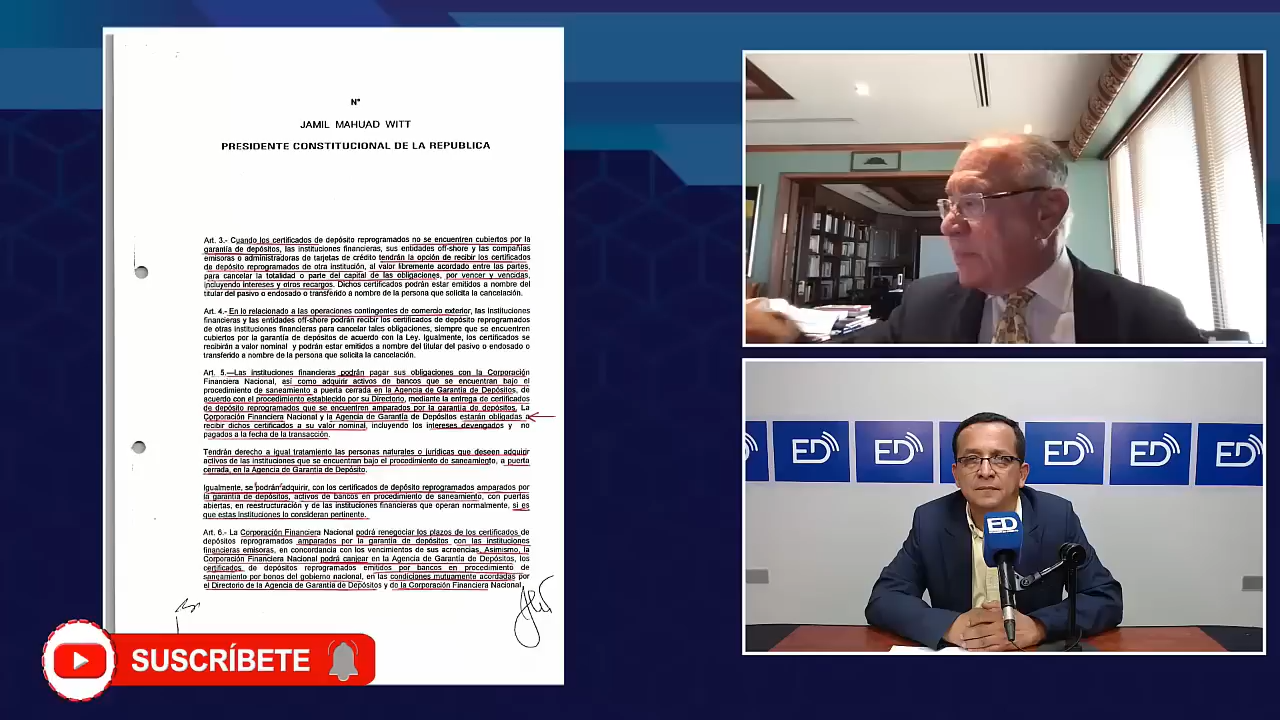 N°
JAMIL MAHUAD WITT
PRESIDENTE CONSTITUCIONAL DE LA REPUBLICA
Art. 3.- Cuando los certificados de depósito reprogramados no se encuentren cubiertos por la
garantía de depósitos, las instituciones financieras, sus entidades off-shore y las compañías
emisoras o administradoras de tarjetas de crédito tendrán la opción de recibir los certificados
de depósito reprogramados de otra institución, al valor libremente acordado entre las partes,
para cancelar la totalidad o parte del capital de las obligaciones, por vencer y vencidas,
incluyendo intereses y otros recargos. Dichos certificados podrán estar emitidos a nombre del
titular del pasivo o endosado o transferido a nombre de la persona que solicita la cancelación.
Art. 4.- En lo relacionado a las operaciones contingentes de comercio exterior, las instituciones
financieras y las entidades off-shore podrán recibir los certificados de depósito reprogramados
de otras instituciones financieras para cancelar tales obligaciones, siempre que se encuentren
cubiertos por la garantía de depósitos de acuerdo con la Ley. Igualmente, los certificados se
recibirán a valor nominal y podrán estar emitidos a nombre del titular del pasivo o endosado o
transferido a nombre de la persona que solicita la cancelación.
Art. 5.—Las instituciones financieras podrán pagar sus obligaciones con la Corporación
Financiera Nacional, así como adquirir activos de bancos que se encuentran bajo el
procedimiento de saneamiento a puerta cerrada en la Agencia de Garantía de Depósitos, de
acuerdo con el procedimiento establecido por su Directorio, mediante la entrega de certificados
de depósito reprogramados que se encuentren amparados por la garantía de depósitos. La
Corporación Financiera Nacional y la Agencia de Garantía de Depósitos estarán obligadas a
recibir dichos certificados a su valor nominal, incluyendo los intereses devengados y no
pagados a la fecha de la transacción.
Tendrán derecho a igual tratamiento las personas naturales o jurídicas que deseen adquirir
activos de las instituciones que se encuentran bajo el procedimiento de saneamiento, a puerta
cerrada, en la Agencia de Garantía de Depósito.
Igualmente, se podrán adquirir, con los certificados de depósito reprogramados amparados por
la garantía de depósitos, activos de bancos en procedimiento de saneamiento, con puertas
abiertas, en reestructuración y de las instituciones financieras que operan normalmente, si es
que estas Instituciones lo consideran pertinente.
Art. 6.- La Corporación Financiera Nacional podrá renegociar los plazos de los certificados de
depósitos reprogramados amparados por la garantía de depósitos con las instituciones
financieras emisoras, en concordancia con los vencimientos de sus acreencias. Asimismo, la
Corporación Financiera Nacional podrá canjear en la Agencia de Garantía de Depósitos, los
certificados de depósitos reprogramados emitidos por bancos en procedimiento de
saneamiento por bonos del gobierno nacional, en las condiciones mutuamente acordadas por
el Directorio de la Agencia de Garantía de Depósitos y de la Corporación Financiera Nacional.
SUSCRÍBETE
ED
ED
ED
ED
ED
ED
ED